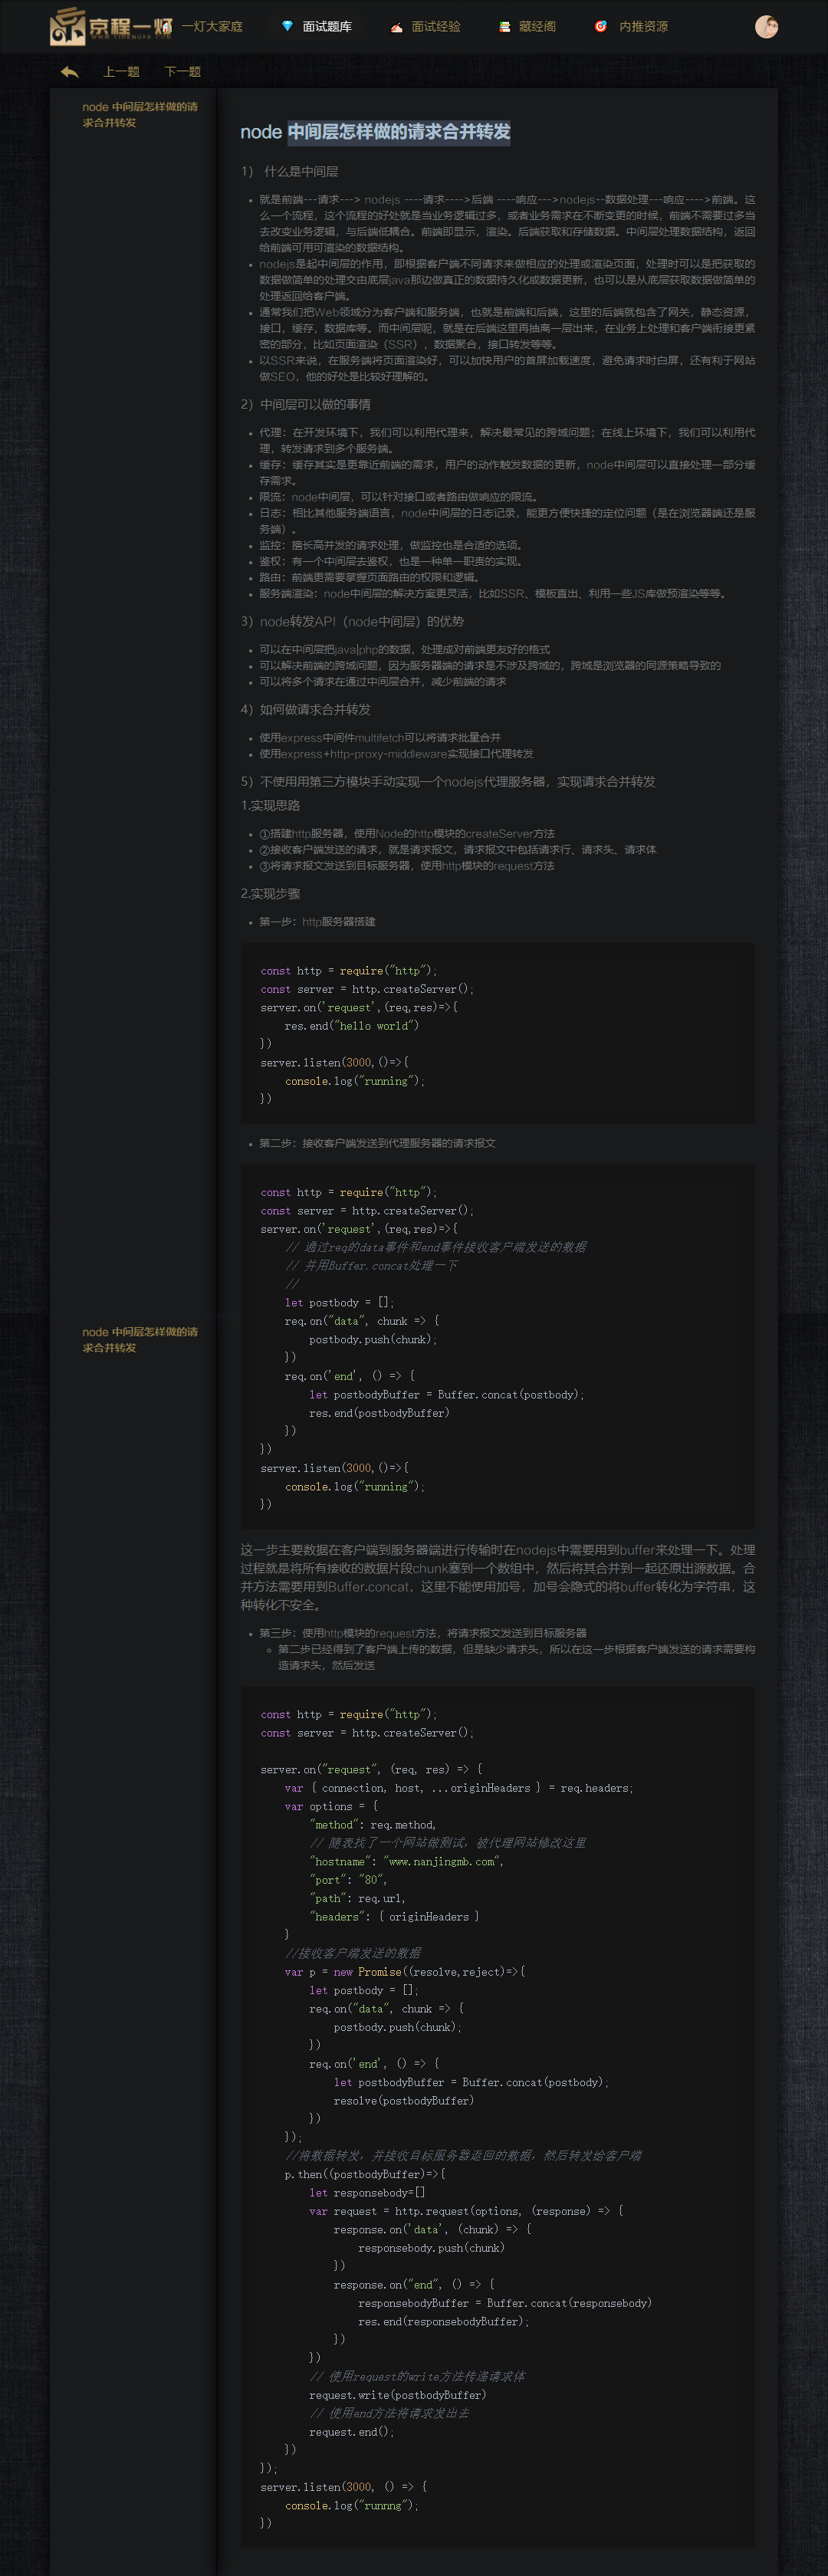 京程一灯
WWW.YIDENGFE.COM
一灯大家庭
面试题库
面试经验
藏经阁
内推资源
上一题
下一题
node 中间层怎样做的请
求合并转发
node 中间层怎样做的请求合并转发
1） 什么是中间层
就是前端---请求---> nodejs ----请求---->后端 ----响应--->nodejs--数据处理---响应---->前端。这
么一个流程，这个流程的好处就是当业务逻辑过多，或者业务需求在不断变更的时候，前端不需要过多当
去改变业务逻辑，与后端低耦合。前端即显示，渲染。后端获取和存储数据。中间层处理数据结构，返回
给前端可用可渲染的数据结构。
nodejs是起中间层的作用，即根据客户端不同请求来做相应的处理或渲染页面，处理时可以是把获取的
数据做简单的处理交由底层java那边做真正的数据持久化或数据更新，也可以是从底层获取数据做简单的
处理返回给客户端。
通常我们把Web领域分为客户端和服务端，也就是前端和后端，这里的后端就包含了网关，静态资源，
接口，缓存，数据库等。而中间层呢，就是在后端这里再抽离一层出来，在业务上处理和客户端衔接更紧
密的部分，比如页面渲染（SSR），数据聚合，接口转发等等。
以SSR来说，在服务端将页面渲染好，可以加快用户的首屏加载速度，避免请求时白屏，还有利于网站
做SEO，他的好处是比较好理解的。
2）中间层可以做的事情
代理：在开发环境下，我们可以利用代理来，解决最常见的跨域问题；在线上环境下，我们可以利用代
理，转发请求到多个服务端。
缓存：缓存其实是更靠近前端的需求，用户的动作触发数据的更新，node中间层可以直接处理一部分缓
存需求。
限流：node中间层，可以针对接口或者路由做响应的限流。
日志：相比其他服务端语言，node中间层的日志记录，能更方便快捷的定位问题（是在浏览器端还是服
务端）。
监控：擅长高并发的请求处理，做监控也是合适的选项。
鉴权：有一个中间层去鉴权，也是一种单一职责的实现。
路由：前端更需要掌握页面路由的权限和逻辑。
服务端渲染：node中间层的解决方案更灵活，比如SSR、模板直出、利用一些JS库做预渲染等等。
3）node转发API（node中间层）的优势
可以在中间层把java|php的数据，处理成对前端更友好的格式
可以解决前端的跨域问题，因为服务器端的请求是不涉及跨域的，跨域是浏览器的同源策略导致的
可以将多个请求在通过中间层合并，减少前端的请求
4）如何做请求合并转发
使用express中间件multifetch可以将请求批量合并
使用express+http-proxy-middleware实现接口代理转发
5）不使用用第三方模块手动实现一个nodejs代理服务器，实现请求合并转发
1.实现思路
①搭建http服务器，使用Node的http模块的createServer方法
②接收客户端发送的请求，就是请求报文，请求报文中包括请求行、请求头、请求体
③将请求报文发送到目标服务器，使用http模块的request方法
2.实现步骤
第一步：http服务器搭建
const http = require("http");
const server = http.createServer();
server.on('request',(req,res)=>{
    res.end("hello world")
})
server.listen(3000,()=>{
    console.log("running");
})
第二步：接收客户端发送到代理服务器的请求报文
const http = require("http");
const server = http.createServer();
server.on('request',(req,res)=>{
    // 通过req的data事件和end事件接收客户端发送的数据
    // 并用Buffer.concat处理一下
    //
    let postbody = [];
node 中间层怎样做的请
求合并转发
    req.on("data", chunk => {
        postbody.push(chunk);
    })
    req.on('end', () => {
        let postbodyBuffer = Buffer.concat(postbody);
        res.end(postbodyBuffer)
    })
})
server.listen(3000,()=>{
    console.log("running");
})
这一步主要数据在客户端到服务器端进行传输时在nodejs中需要用到buffer来处理一下。处理
过程就是将所有接收的数据片段chunk塞到一个数组中，然后将其合并到一起还原出源数据。合
并方法需要用到Buffer.concat，这里不能使用加号，加号会隐式的将buffer转化为字符串，这
种转化不安全。
第三步：使用http模块的request方法，将请求报文发送到目标服务器
第二步已经得到了客户端上传的数据，但是缺少请求头，所以在这一步根据客户端发送的请求需要构
造请求头，然后发送
const http = require("http");
const server = http.createServer();
server.on("request", (req, res) => {
    var { connection, host, ...originHeaders } = req.headers;
    var options = {
        "method": req.method,
        // 随表找了一个网站做测试，被代理网站修改这里
        "hostname": "www.nanjingmb.com",
        "port": "80",
        "path": req.url,
        "headers": { originHeaders }
    }
    //接收客户端发送的数据
    var p = new Promise((resolve,reject)=>{
        let postbody = [];
        req.on("data", chunk => {
            postbody.push(chunk);
        })
        req.on('end', () => {
            let postbodyBuffer = Buffer.concat(postbody);
            resolve(postbodyBuffer)
        })
    });
    //将数据转发，并接收目标服务器返回的数据，然后转发给客户端
    p.then((postbodyBuffer)=>{
        let responsebody=[]
        var request = http.request(options, (response) => {
            response.on('data', (chunk) => {
                responsebody.push(chunk)
            })
            response.on("end", () => {
                responsebodyBuffer = Buffer.concat(responsebody)
                res.end(responsebodyBuffer);
            })
        })
        // 使用request的write方法传递请求体
        request.write(postbodyBuffer)
        // 使用end方法将请求发出去
        request.end();
    })
});
server.listen(3000, () => {
    console.log("runnng");
})